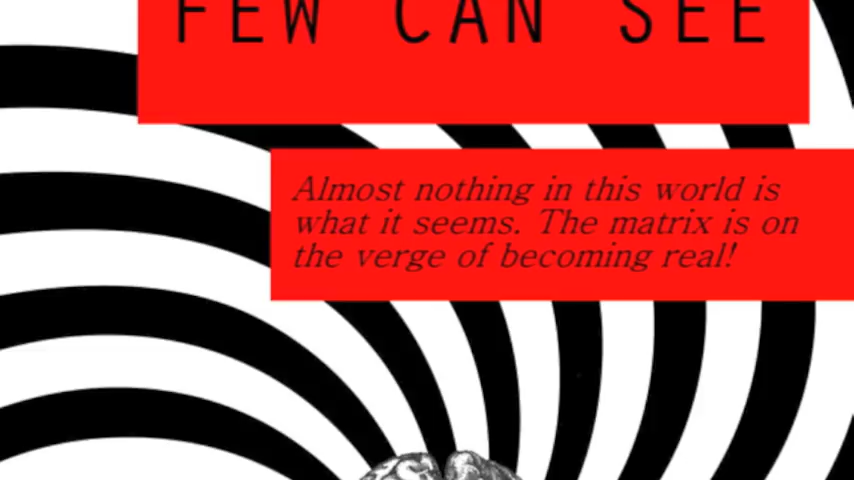 FEW CAN SEE
Almost nothing in this world is
what it seems. The matrix is on
the verge of becoming real!